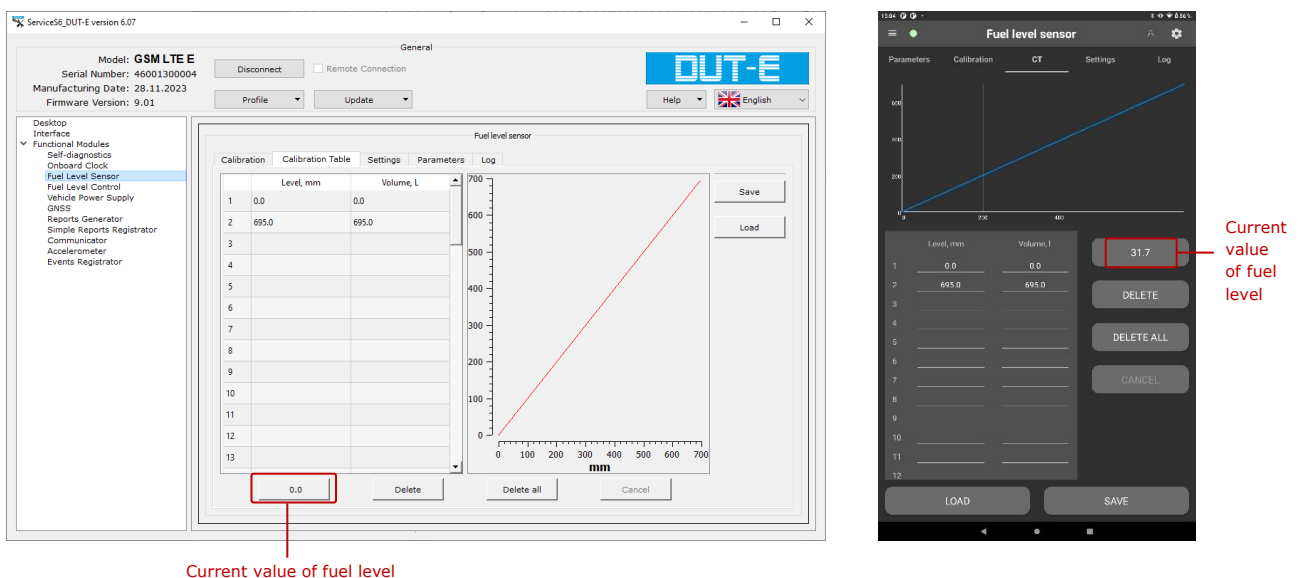 ServiceS6_DUT-E version 6.07
General
Model: GSM LTE E
Serial Number: 46001300004
Manufacturing Date: 28.11.2023
Firmware Version: 9.01
Disconnect
Remote Connection
DUT-E
Profile
Update
Help
English
Desktop
Interface
Functional Modules
Self-diagnostics
Onboard Clock
Fuel Level Sensor
Fuel Level Control
Vehicle Power Supply
GNSS
Reports Generator
Simple Reports Registrator
Communicator
Accelerometer
Events Registrator
Fuel level sensor
Calibration Calibration Table Settings Parameters Log
Level, mm Volume, L
1 0.0 0.0
2 695.0 695.0
3
4
5
6
7
8
9
10
11
12
13
700
600
500
400
300
200
100
0
0 100 200 300 400 500 600 700
mm
Save
Load
0.0
Delete
Delete all
Cancel
Current value of fuel level
Fuel level sensor
Parameters Calibration CT Settings Log
600
400
200
0
0 200 400
Level, mm Volume, l
1 0.0 0.0
2 695.0 695.0
3
4
5
6
7
8
9
10
11
12
31.7
DELETE
DELETE ALL
CANCEL
LOAD
SAVE
Current
value
of fuel
level